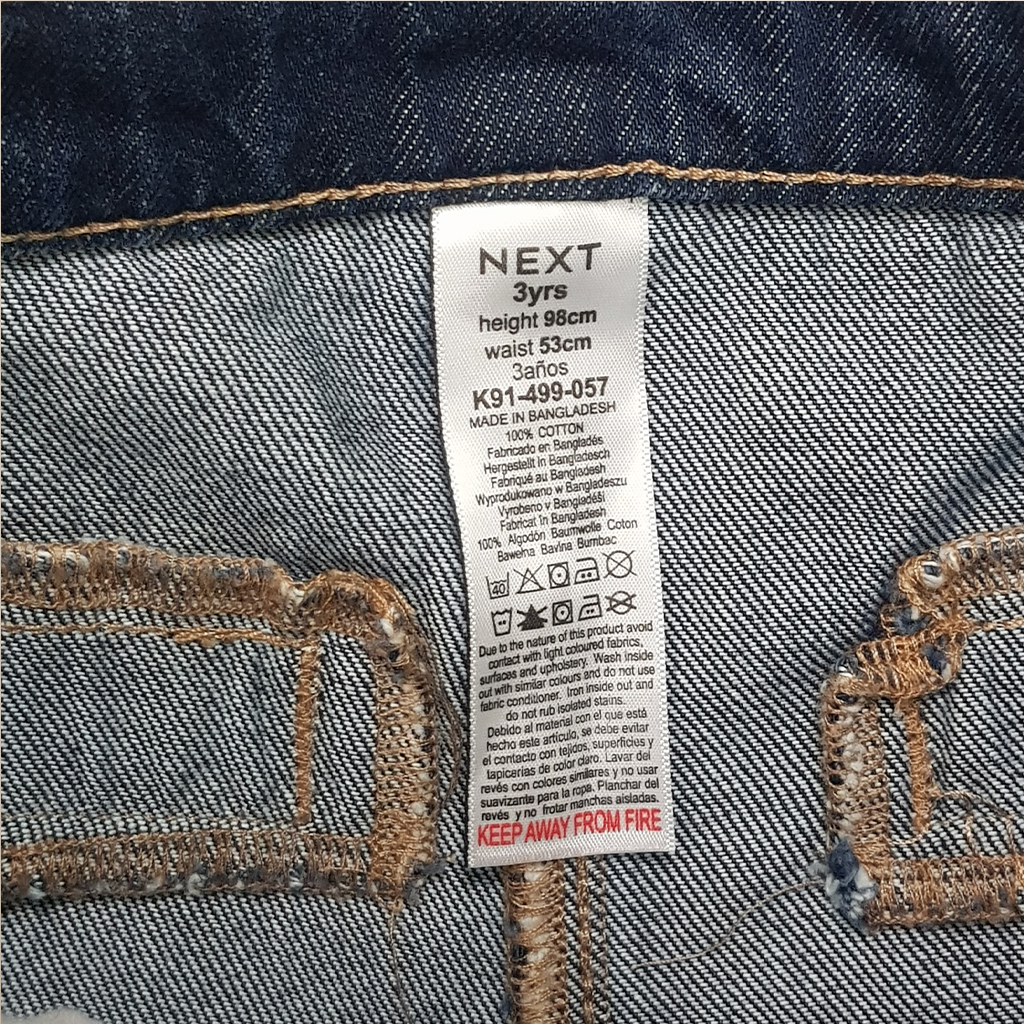 NEXT
3yrs
height 98cm
waist 53cm
3años
K91-499-057
MADE IN BANGLADESH
100% COTTON
Fabricado en Bangladés
Hergestellt in Bangladesch
Fabriqué au Bangladesh
Wyprodukowano w Bangladeszu
Vyrobeno v Bangladéši
Fabricat în Bangladesh
100% Algodón Baumwolle Coton
Bawełna Bavlna Bumbac
40
Due to the nature of this product avoid
contact with light coloured fabrics,
surfaces and upholstery. Wash inside
out with similar colours and do not use
fabric conditioner. Iron inside out and
do not rub isolated stains.
Debido al material con el que está
hecho este artículo, se debe evitar
el contacto con tejidos, superficies y
tapicerías de color claro. Lavar del
revés con colores similares y no usar
suavizante para la ropa. Planchar del
revés y no frotar manchas aisladas.
KEEP AWAY FROM FIRE